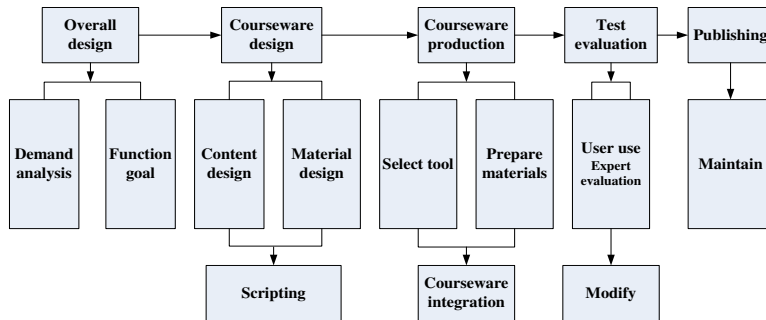 Overall
design
Courseware
design
Courseware
production
Test
evaluation
Publishing
Demand
analysis
Function
goal
Content
design
Material
design
Select tool
Prepare
materials
User use
Expert
evaluation
Maintain
Scripting
Courseware
integration
Modify